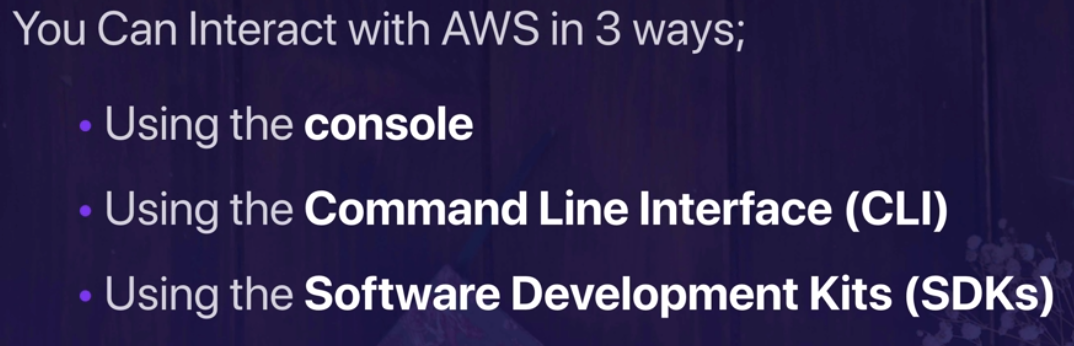 You Can Interact with AWS in 3 ways;
• Using the console
• Using the Command Line Interface (CLI)
• Using the Software Development Kits (SDKs)